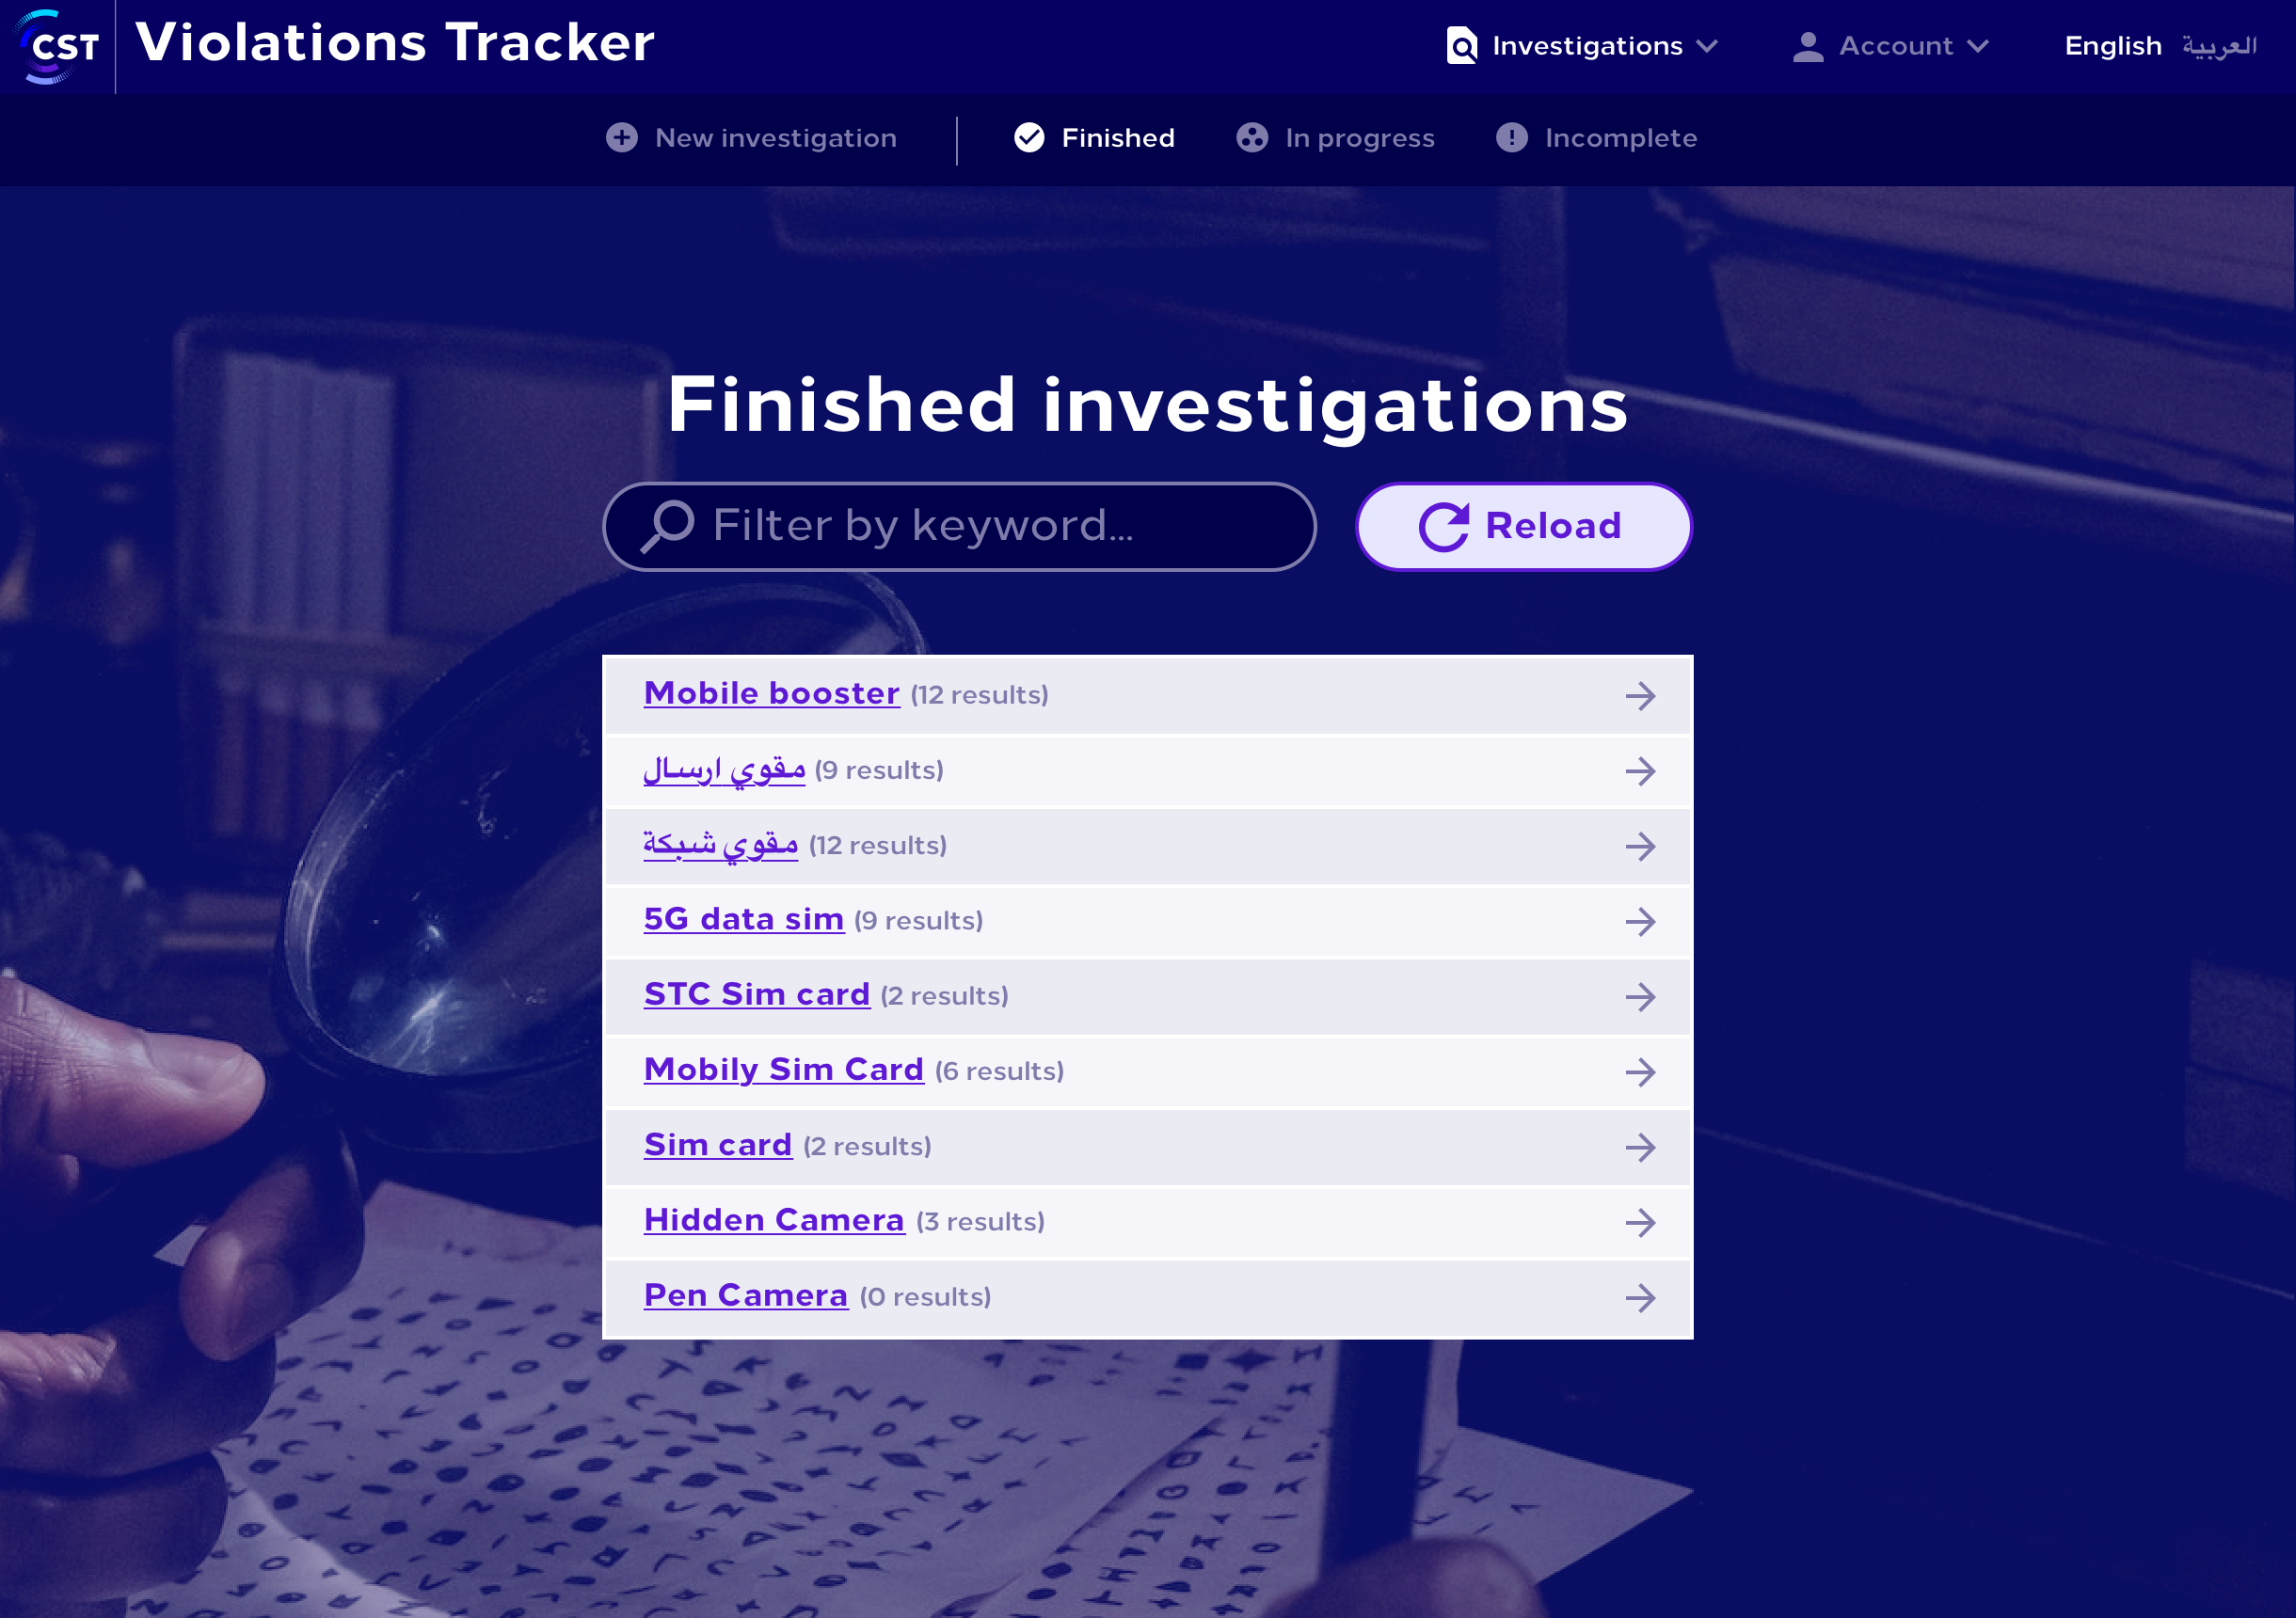 CST
Violations Tracker
Investigations
Account
English
العربية
New investigation
Finished
In progress
Incomplete
Finished investigations
Filter by keyword...
Reload
Mobile booster (12 results)
مقوي ارسال (9 results)
مقوي شبكة (12 results)
5G data sim (9 results)
STC Sim card (2 results)
Mobily Sim Card (6 results)
Sim card (2 results)
Hidden Camera (3 results)
Pen Camera (0 results)